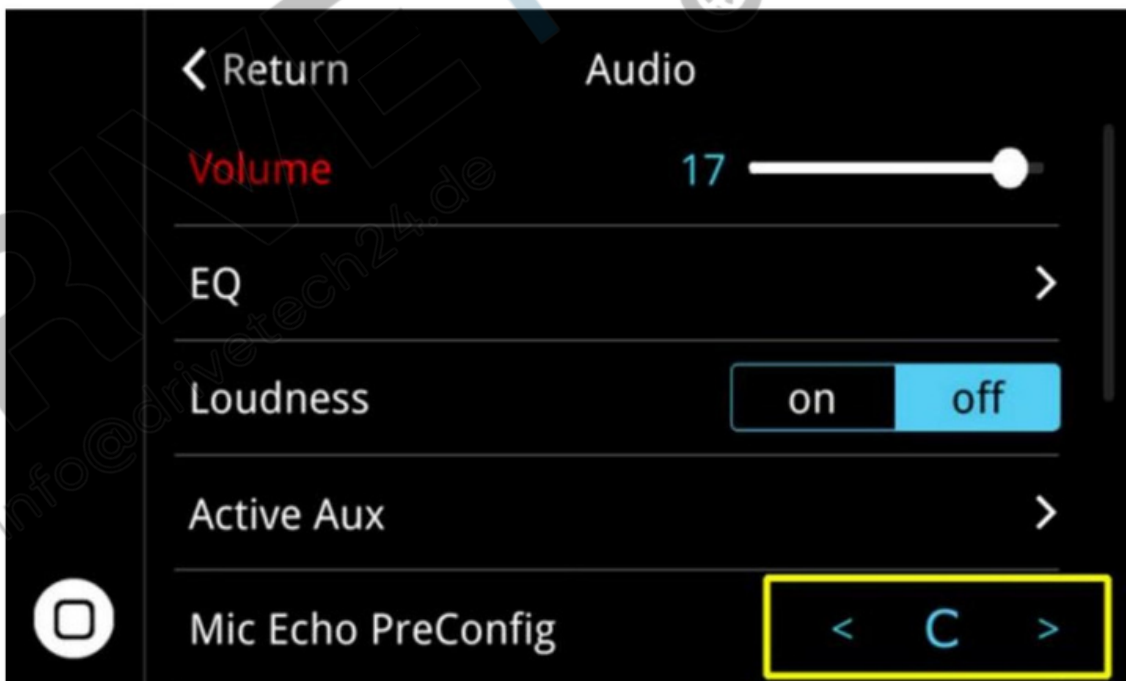 < Return Audio
Volume 17
EQ >
Loudness on off
Active Aux >
Mic Echo PreConfig < C >
info@drivetech24.de